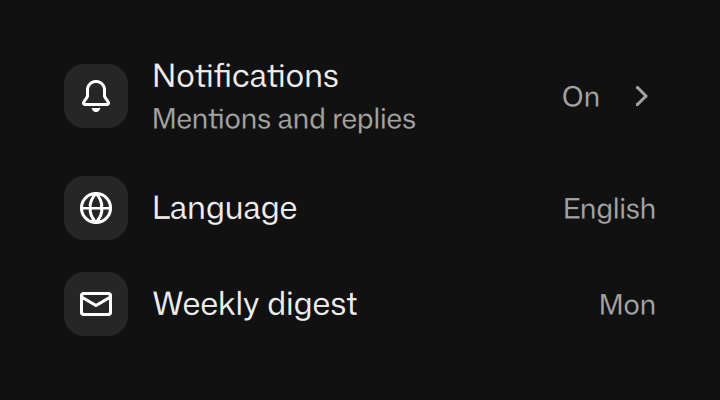 Notifications
Mentions and replies
On
Language
English
Weekly digest
Mon